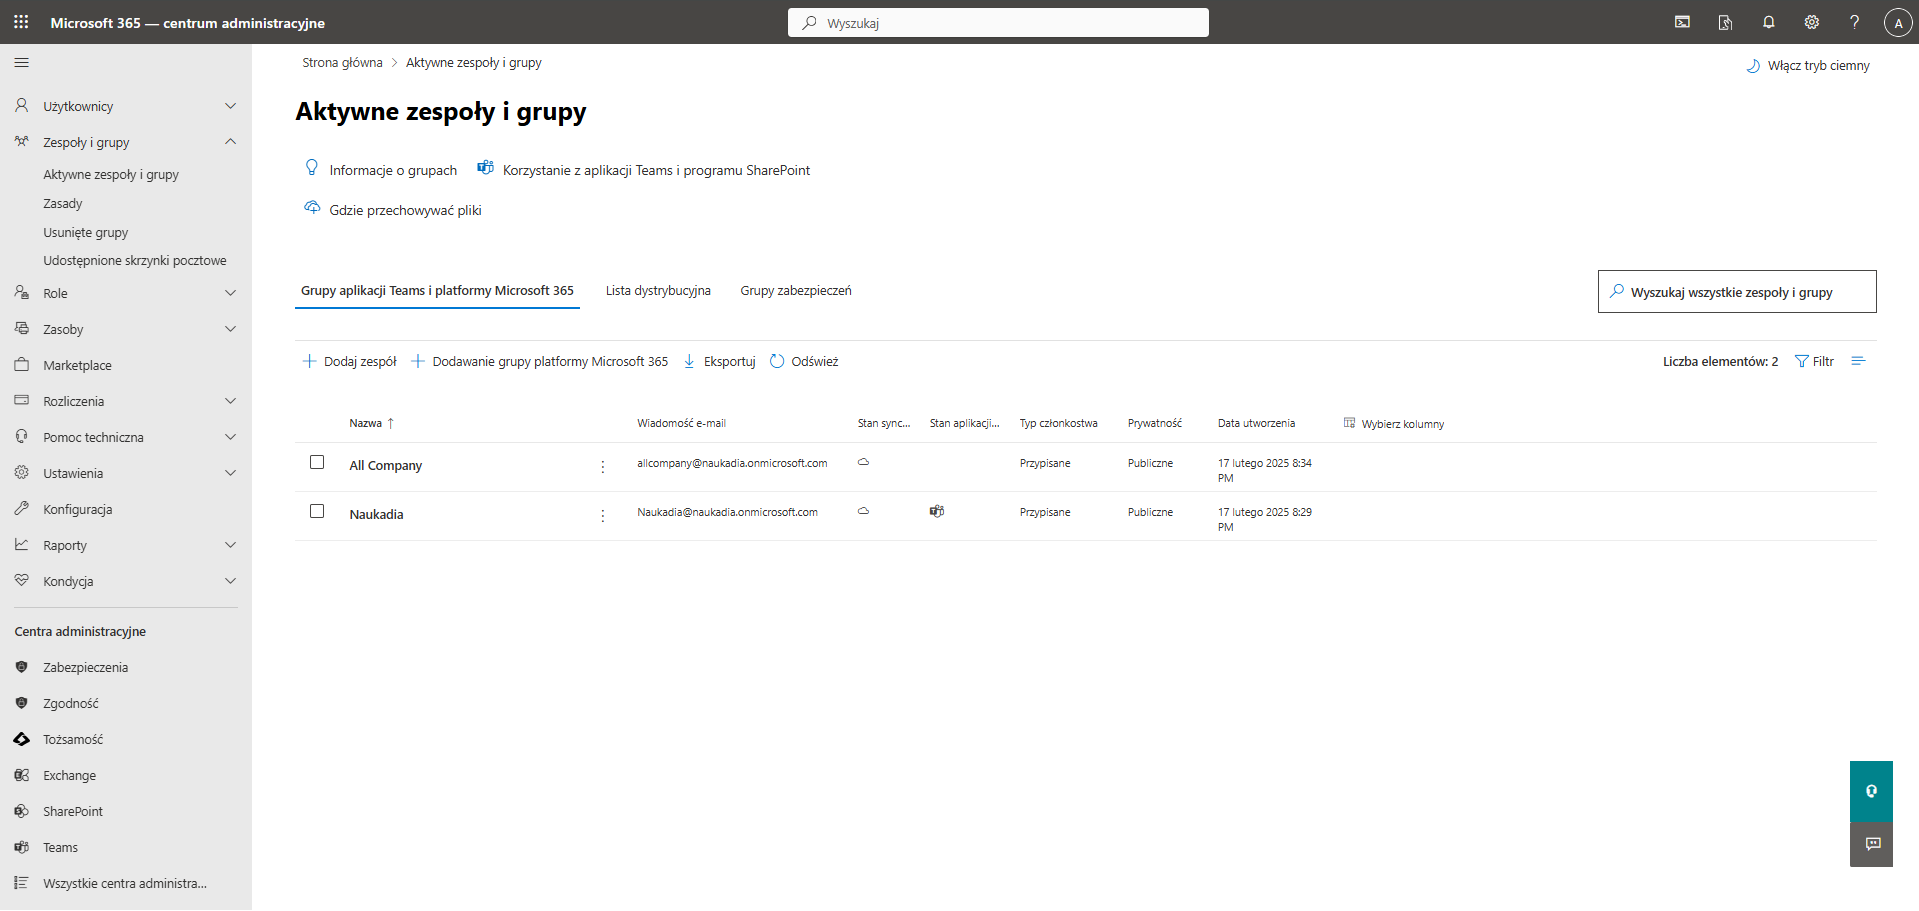 Microsoft 365 — centrum administracyjne
Wyszukaj
A
Użytkownicy
Zespoły i grupy
Aktywne zespoły i grupy
Zasady
Usunięte grupy
Udostępnione skrzynki pocztowe
Role
Zasoby
Marketplace
Rozliczenia
Pomoc techniczna
Ustawienia
Konfiguracja
Raporty
Kondycja
Centra administracyjne
Zabezpieczenia
Zgodność
Tożsamość
Exchange
SharePoint
Teams
Wszystkie centra administra...
Strona główna > Aktywne zespoły i grupy
Włącz tryb ciemny
Aktywne zespoły i grupy
Informacje o grupach Korzystanie z aplikacji Teams i programu SharePoint
Gdzie przechowywać pliki
Grupy aplikacji Teams i platformy Microsoft 365 Lista dystrybucyjna Grupy zabezpieczeń
Wyszukaj wszystkie zespoły i grupy
Dodaj zespół Dodawanie grupy platformy Microsoft 365 Eksportuj Odśwież
Liczba elementów: 2 Filtr
Nazwa ↑ Wiadomość e-mail Stan sync... Stan aplikacji... Typ członkostwa Prywatność Data utworzenia Wybierz kolumny
All Company allcompany@naukadia.onmicrosoft.com Przypisane Publiczne 17 lutego 2025 8:34
PM
Naukadia Naukadia@naukadia.onmicrosoft.com Przypisane Publiczne 17 lutego 2025 8:29
PM